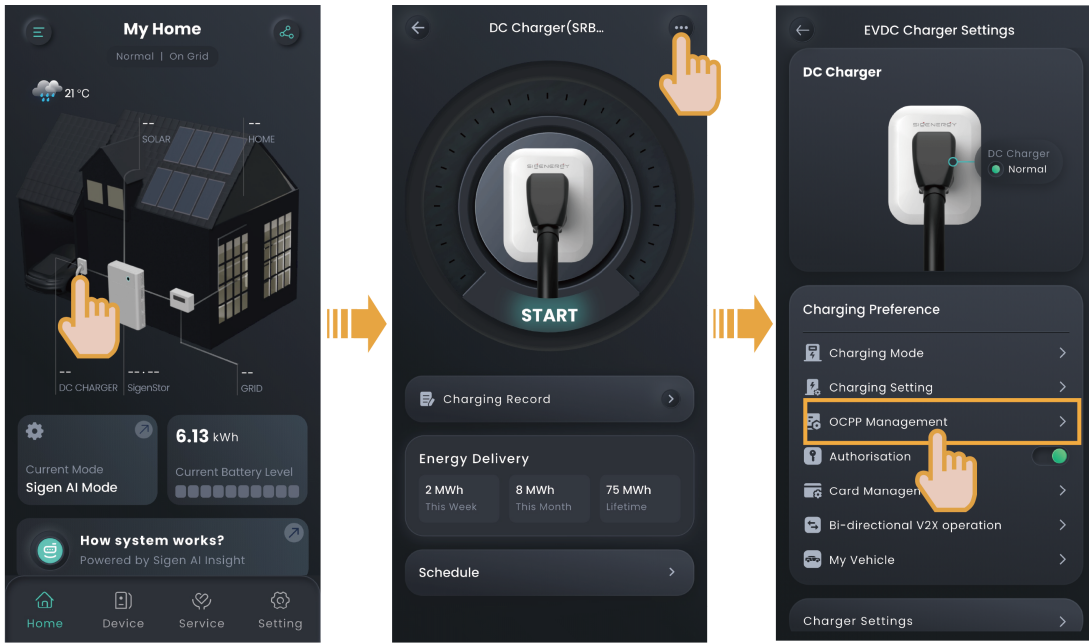 My Home
Normal | On Grid
21 °C
--
SOLAR
--
HOME
--
DC CHARGER
--.--
SigenStor
--
GRID
Current Mode
Sigen AI Mode
6.13 kWh
Current Battery Level
How system works?
Powered by Sigen AI Insight
Home
Device
Service
Setting
DC Charger(SRB...
SIGENERGY
START
Charging Record
Energy Delivery
2 MWh
This Week
8 MWh
This Month
75 MWh
Lifetime
Schedule
EVDC Charger Settings
DC Charger
SIGENERGY
DC Charger
Normal
Charging Preference
Charging Mode
Charging Setting
OCPP Management
Authorisation
Card Manage
Bi-directional V2X operation
My Vehicle
Charger Settings